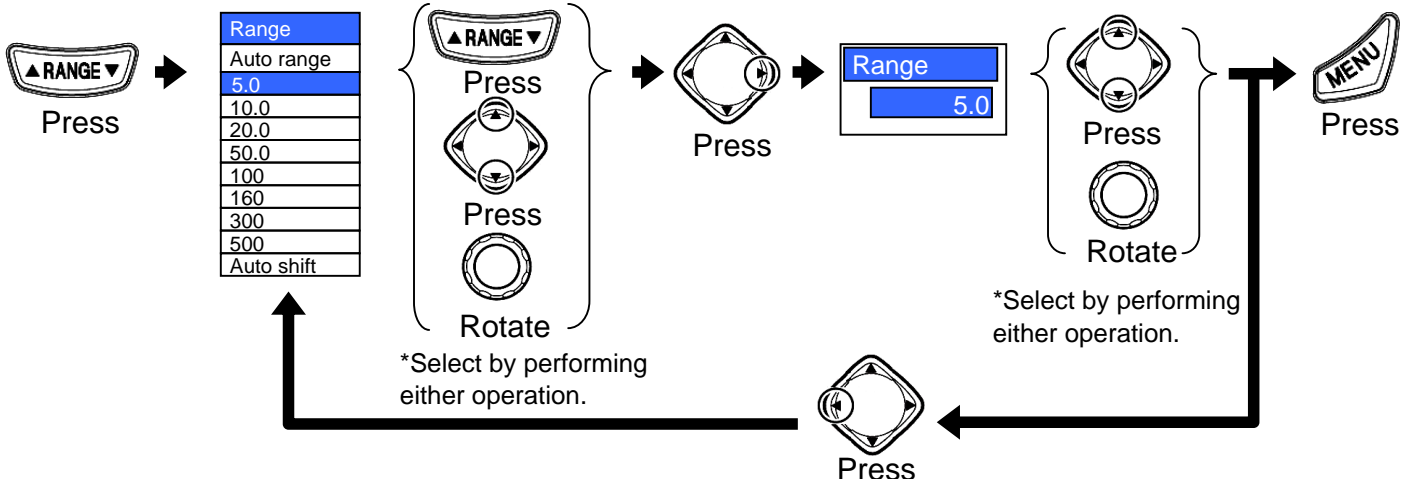 ▲RANGE▼
Press
Range
Auto range
5.0
10.0
20.0
50.0
100
160
300
500
Auto shift
▲RANGE▼
Press
Press
Rotate
*Select by performing
either operation.
Press
Range
5.0
Press
Rotate
*Select by performing
either operation.
MENU
Press
Press